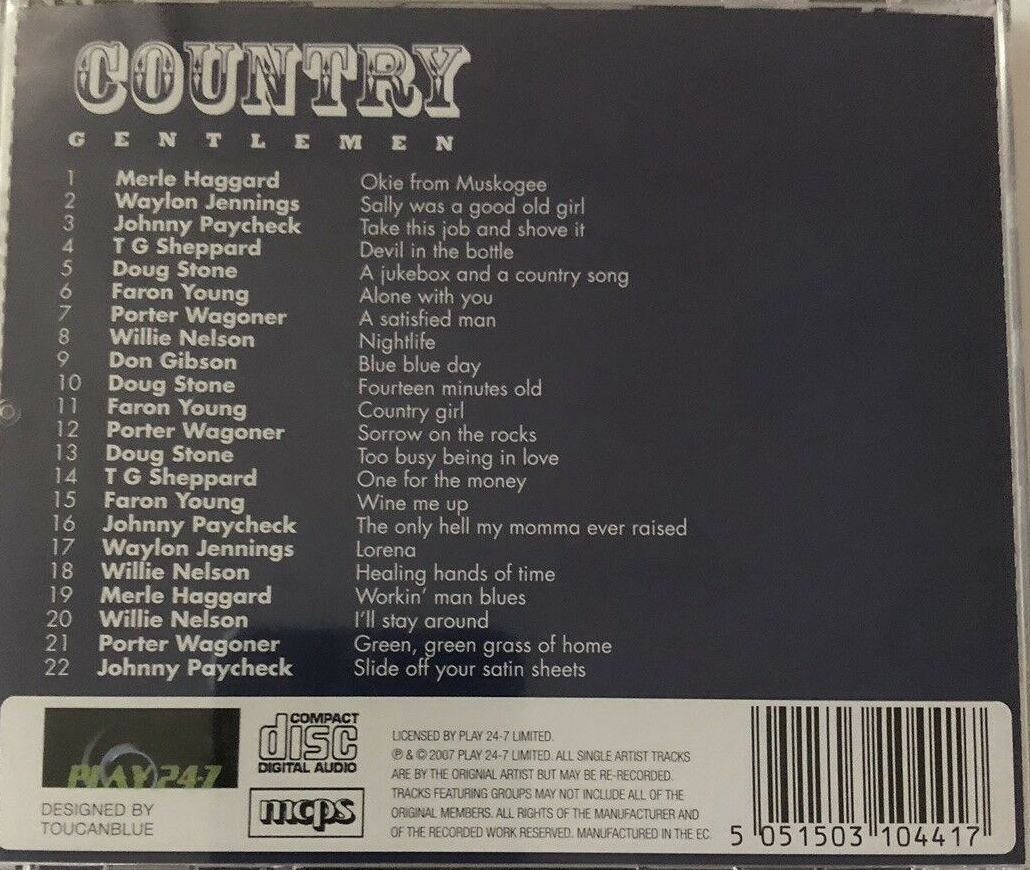 COUNTRY
GENTLEMEN
1 Merle Haggard Okie from Muskogee
2 Waylon Jennings Sally was a good old girl
3 Johnny Paycheck Take this job and shove it
4 T G Sheppard Devil in the bottle
5 Doug Stone A jukebox and a country song
6 Faron Young Alone with you
7 Porter Wagoner A satisfied man
8 Willie Nelson Nightlife
9 Don Gibson Blue blue day
10 Doug Stone Fourteen minutes old
11 Faron Young Country girl
12 Porter Wagoner Sorrow on the rocks
13 Doug Stone Too busy being in love
14 T G Sheppard One for the money
15 Faron Young Wine me up
16 Johnny Paycheck The only hell my momma ever raised
17 Waylon Jennings Lorena
18 Willie Nelson Healing hands of time
19 Merle Haggard Workin' man blues
20 Willie Nelson I'll stay around
21 Porter Wagoner Green, green grass of home
22 Johnny Paycheck Slide off your satin sheets
PLAY 24-7
DESIGNED BY
TOUCANBLUE
COMPACT
disc
DIGITAL AUDIO
mcps
LICENSED BY PLAY 24-7 LIMITED.
℗ & © 2007 PLAY 24-7 LIMITED. ALL SINGLE ARTIST TRACKS
ARE BY THE ORIGNIAL ARTIST BUT MAY BE RE-RECORDED.
TRACKS FEATURING GROUPS MAY NOT INCLUDE ALL OF THE
ORIGINAL MEMBERS. ALL RIGHTS OF THE MANUFACTURER AND
OF THE RECORDED WORK RESERVED. MANUFACTURED IN THE EC.
5 051503 104417